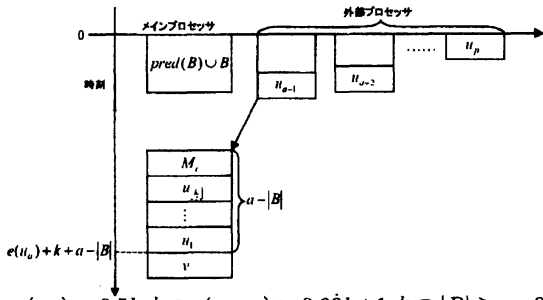 メインプロセッサ
外部プロセッサ
0
時刻
pred(B)∪B
u_{a-1}
u_{a-2}
......
u_p
M_i
⋮
a-|B|
u_1
e(u_a)+k+a-|B|
v